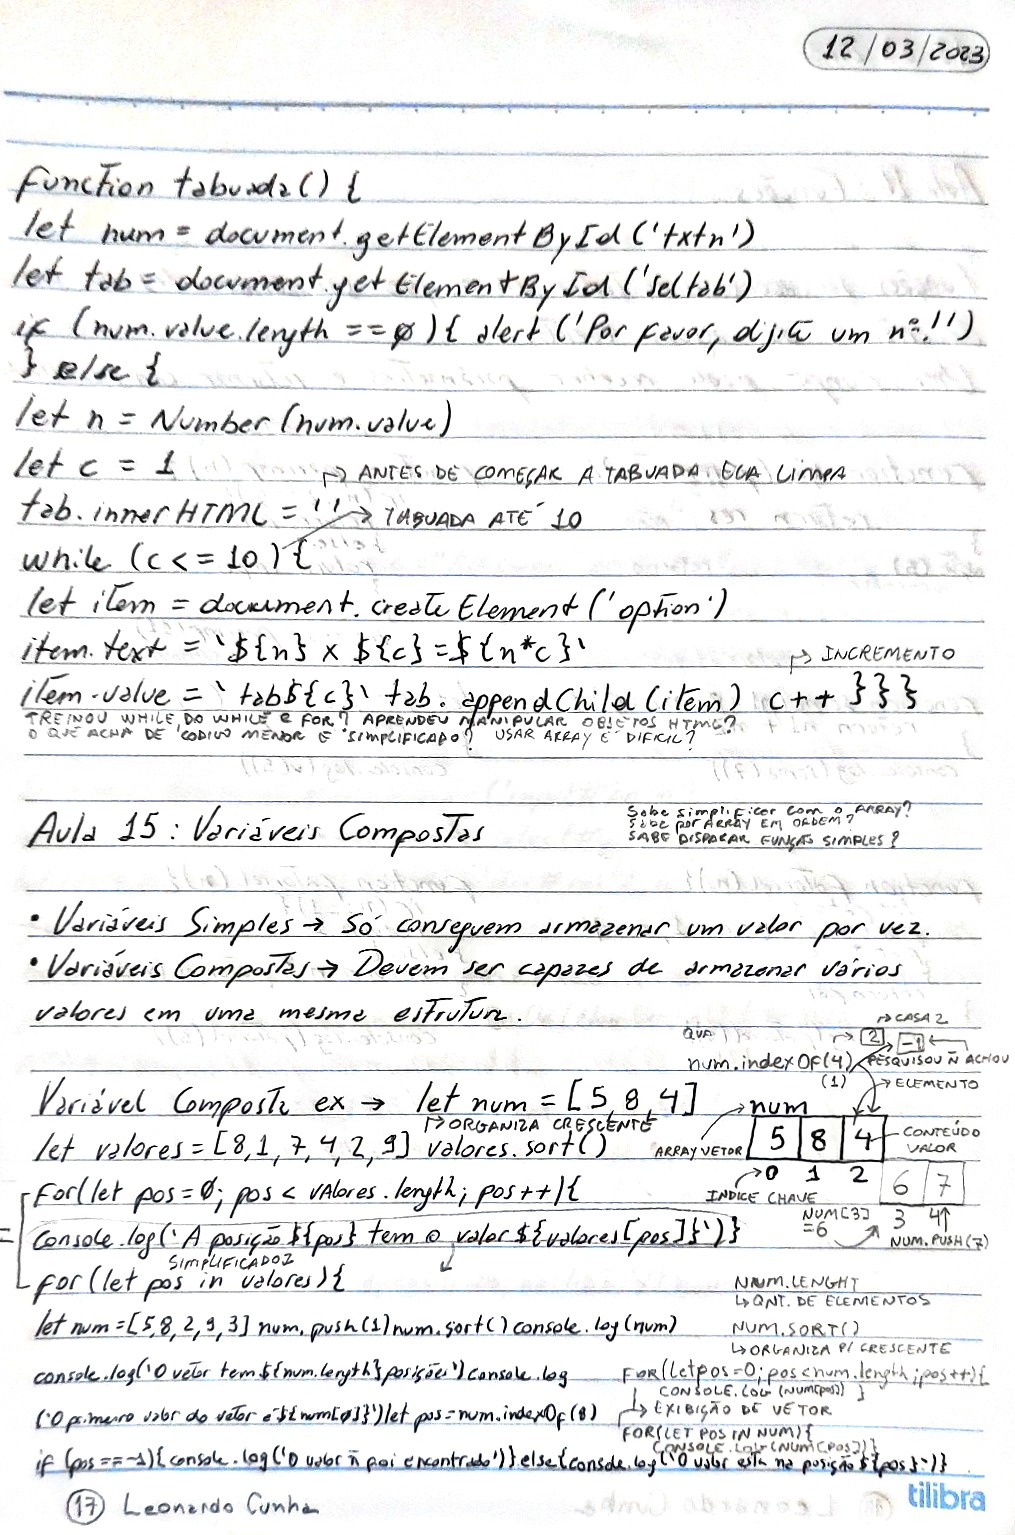 12/03/2023
function tabuada() {
let num = document.getElementById('txtn')
let tab = document.getElementById('seltab')
if (num.value.length == 0){ alert ('Por favor, digite um nº!')
} else {
let n = Number(num.value)
let c = 1
↱ ANTES DE COMEÇAR A TABUADA ELA LIMPA
tab.innerHTML = '' → TABUADA ATÉ 10
while (c <= 10) {
let item = document.createElement('option')
item.text = `${n} x ${c} = ${n*c}`
↱ INCREMENTO
item.value = `tab${c}` tab.appendChild(item) c++ }}}
TREINOU WHILE, DO WHILE E FOR? APRENDEU MANIPULAR OBJETOS HTML?
O QUE ACHA DE CODIGO MENOR E SIMPLIFICADO? USAR ARRAY É DIFICIL?
Aula 15: Variáveis Compostas
Sabe simplificar com o ARRAY?
Sabe por ARRAY EM ORDEM?
SABE DISPARAR FUNÇAS SIMPLES?
• Variáveis Simples → Só conseguem armazenar um valor por vez.
• Variáveis Compostas → Devem ser capazes de armazenar vários
valores em uma mesma estrutura.
→ CASA 2
→ 2
-1
num.indexOf(4) PESQUISOU Ñ ACHOU
(1) → ELEMENTO
Variável Composta ex → let num = [5,8,4] → num
↱ ORGANIZA CRESCENTE
let valores = [8,1,7,4,2,9] valores.sort()
ARRAY VETOR 5 8 4 CONTEÚDO
VALOR
0 1 2
INDICE CHAVE 6 7
For(let pos = 0; pos < vAlores.length; pos++){
NUM[3]
=6
3 4
NUM.PUSH(7)
= Console.log(`A posição ${pos} tem o valor ${valores[pos]}`)}
SIMPLIFICADO↧
for (let pos in valores){
NUM.LENGHT
↳ QNT. DE ELEMENTOS
let num = [5,8,2,9,3] num.push(1) num.sort() console.log(num)
NUM.SORT()
↳ ORGANIZA P/ CRESCENTE
console.log(`O vetor tem ${num.length} posições`) console.log
FOR(let pos=0; pos<num.length; pos++){
CONSOLE.LOG (NUM[pos]) }
↳ EXIBIÇÃO DE VETOR
(`O primeiro valor do vetor é ${num[0]}`) let pos = num.indexOf(8)
FOR(LET POS IN NUM){
CONSOLE.LOG(NUM[POS])}
if (pos == -1){ console.log('O valor ñ foi encontrado')} else {console.log(`O valor está na posição ${pos}`)}
17 Leonardo Cunha
tilibra